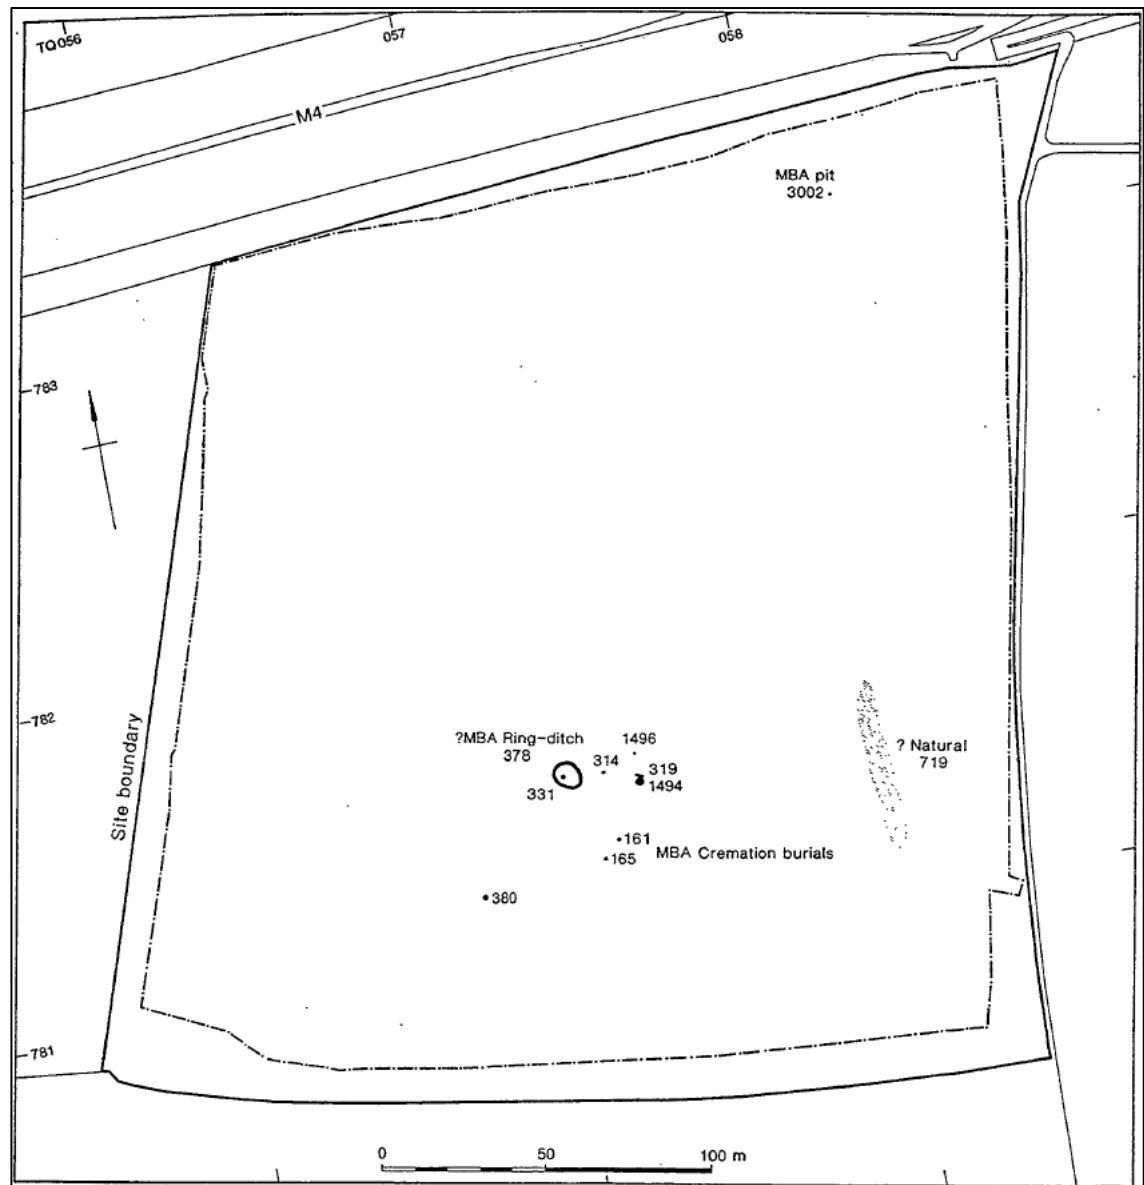 TQ056
057
058
M4
MBA pit
3002
783
782
Site boundary
?MBA Ring-ditch
378
1496
314
319
331
1494
? Natural
719
161
MBA Cremation burials
165
380
781
0 50 100 m